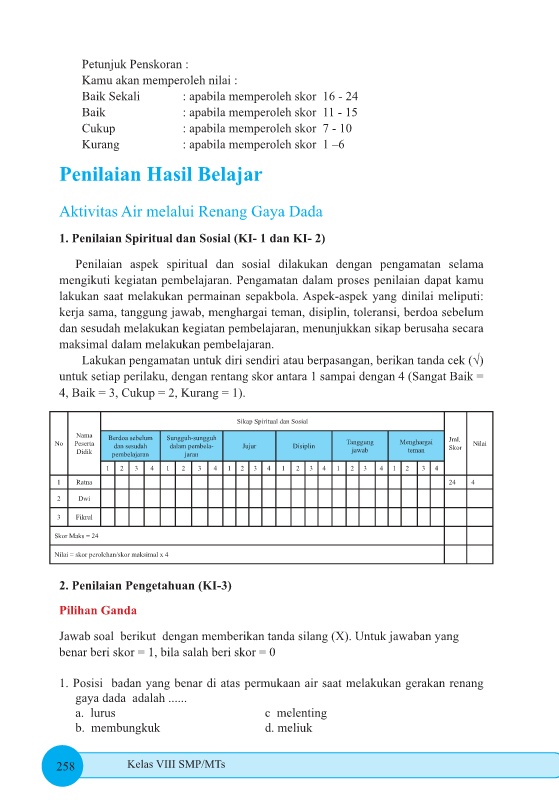 Petunjuk Penskoran :
Kamu akan memperoleh nilai :
Baik Sekali : apabila memperoleh skor 16 - 24
Baik : apabila memperoleh skor 11 - 15
Cukup : apabila memperoleh skor 7 - 10
Kurang : apabila memperoleh skor 1 –6
Penilaian Hasil Belajar
Aktivitas Air melalui Renang Gaya Dada
1. Penilaian Spiritual dan Sosial (KI- 1 dan KI- 2)
Penilaian aspek spiritual dan sosial dilakukan dengan pengamatan selama
mengikuti kegiatan pembelajaran. Pengamatan dalam proses penilaian dapat kamu
lakukan saat melakukan permainan sepakbola. Aspek-aspek yang dinilai meliputi:
kerja sama, tanggung jawab, menghargai teman, disiplin, toleransi, berdoa sebelum
dan sesudah melakukan kegiatan pembelajaran, menunjukkan sikap berusaha secara
maksimal dalam melakukan pembelajaran.
Lakukan pengamatan untuk diri sendiri atau berpasangan, berikan tanda cek (√)
untuk setiap perilaku, dengan rentang skor antara 1 sampai dengan 4 (Sangat Baik =
4, Baik = 3, Cukup = 2, Kurang = 1).
Sikap Spiritual dan Sosial
No
Nama
Peserta
Didik
Berdoa sebelum
dan sesudah
pembelajaran
Sungguh-sungguh
dalam pembela-
jaran
Jujur
Disiplin
Tanggung
jawab
Menghargai
teman
Jml.
Skor
Nilai
1 2 3 4 1 2 3 4 1 2 3 4 1 2 3 4 1 2 3 4 1 2 3 4
1 Ratna 24 4
2 Dwi
3 Fikrul
Skor Maks = 24
Nilai = skor perolehan/skor maksimal x 4
2. Penilaian Pengetahuan (KI-3)
Pilihan Ganda
Jawab soal berikut dengan memberikan tanda silang (X). Untuk jawaban yang
benar beri skor = 1, bila salah beri skor = 0
1. Posisi badan yang benar di atas permukaan air saat melakukan gerakan renang
gaya dada adalah ......
a. lurus c melenting
b. membungkuk d. meliuk
258 Kelas VIII SMP/MTs